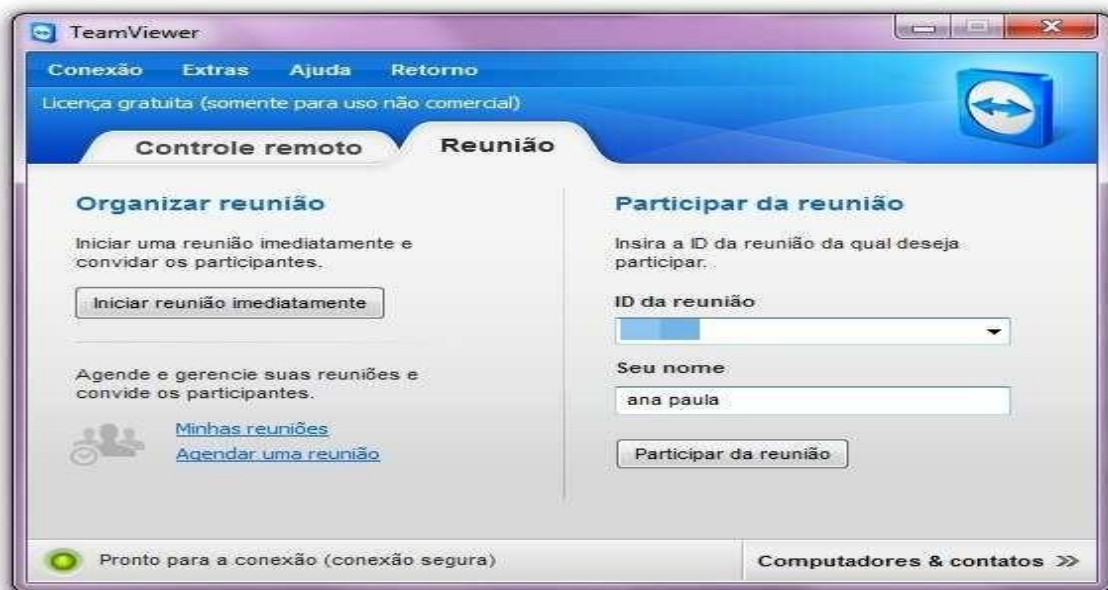 TeamViewer
Conexão Extras Ajuda Retorno
Licença gratuita (somente para uso não comercial)
Controle remoto Reunião
Organizar reunião
Iniciar uma reunião imediatamente e
convidar os participantes.
Iniciar reunião imediatamente
Agende e gerencie suas reuniões e
convide os participantes.
Minhas reuniões
Agendar uma reunião
Participar da reunião
Insira a ID da reunião da qual deseja
participar.
ID da reunião
Seu nome
ana paula
Participar da reunião
Pronto para a conexão (conexão segura)
Computadores & contatos >>